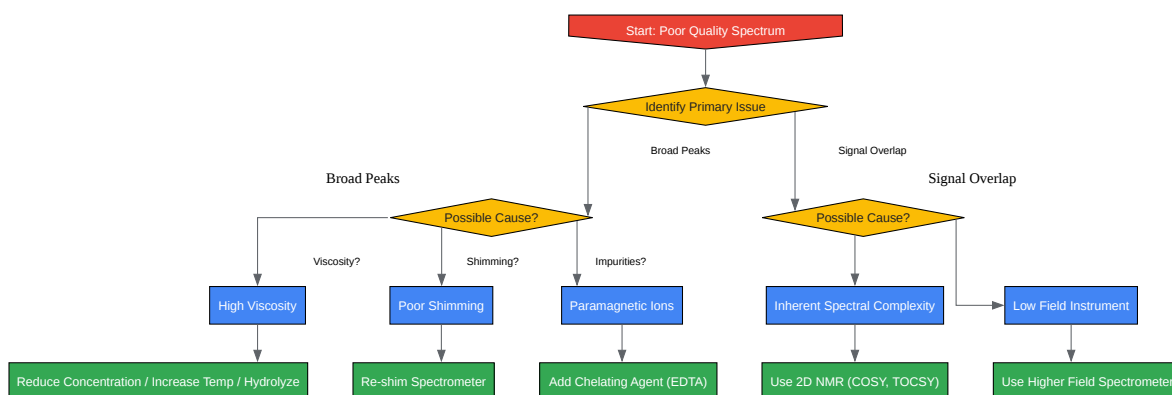 Start: Poor Quality Spectrum
Identify Primary Issue
Broad Peaks
Signal Overlap
Broad Peaks
Signal Overlap
Possible Cause?
Possible Cause?
Viscosity?
Shimming?
Impurities?
High Viscosity
Poor Shimming
Paramagnetic Ions
Inherent Spectral Complexity
Low Field Instrument
Reduce Concentration / Increase Temp / Hydrolyze
Re-shim Spectrometer
Add Chelating Agent (EDTA)
Use 2D NMR (COSY, TOCSY)
Use Higher Field Spectrometer